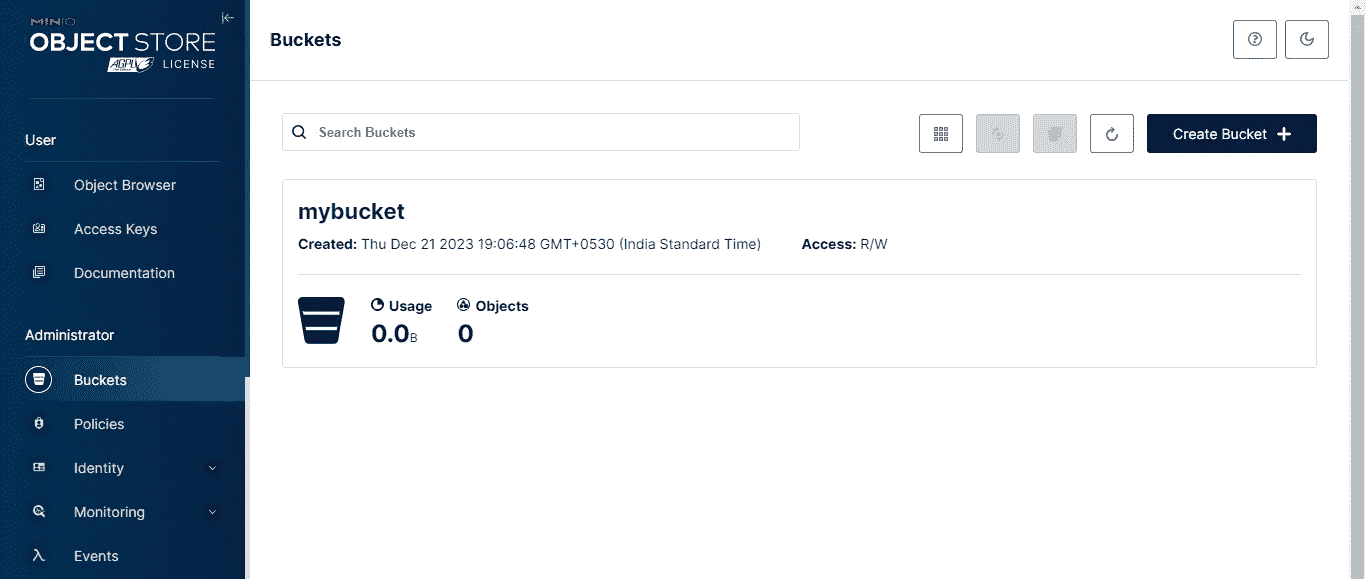 MINIO
OBJECT STORE
AGPL LICENSE
User
Object Browser
Access Keys
Documentation
Administrator
Buckets
Policies
Identity
Monitoring
Events
Buckets
Search Buckets
Create Bucket
mybucket
Created: Thu Dec 21 2023 19:06:48 GMT+0530 (India Standard Time) Access: R/W
Usage Objects
0.0B 0